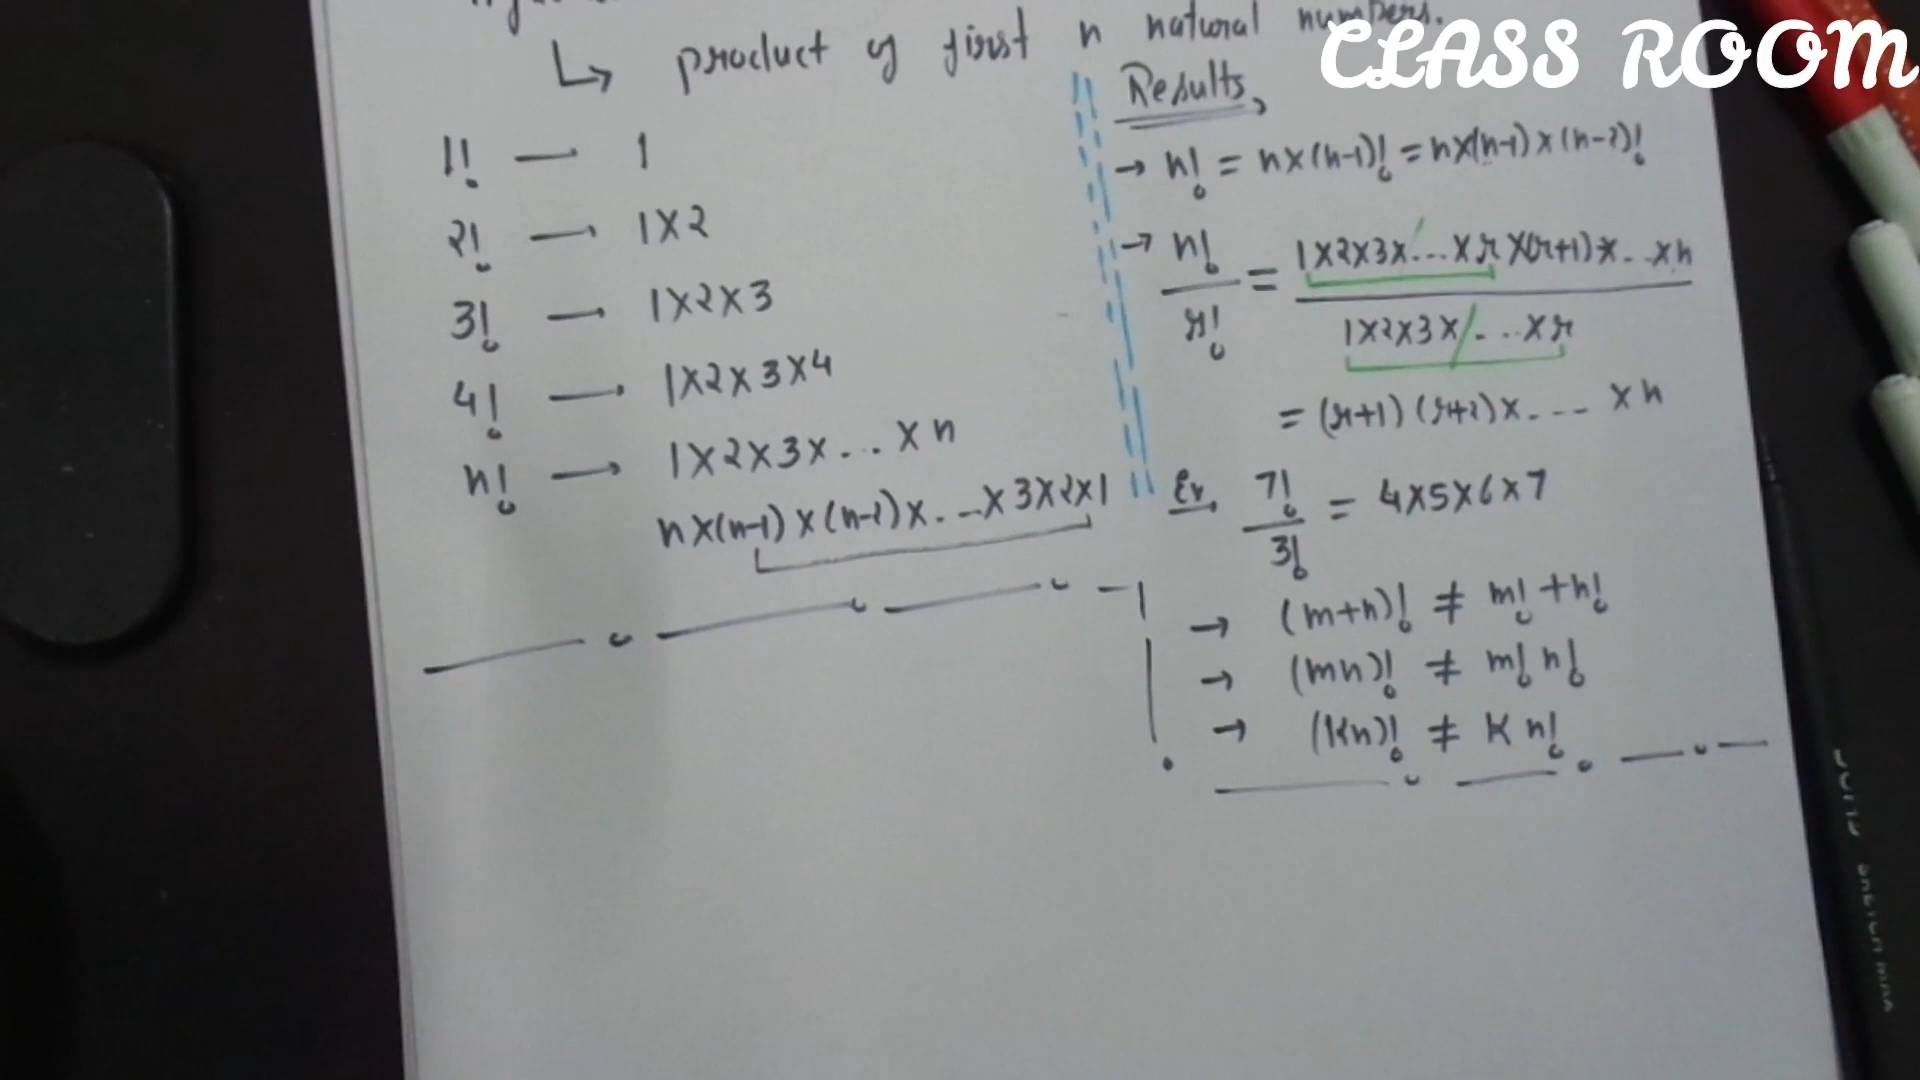 CLASS ROOM
↳ product of first n natural numbers.
1! — 1
2! → 1×2
3! → 1×2×3
4! → 1×2×3×4
n! → 1×2×3×...×n
n×(n-1)×(n-2)×...×3×2×1
Results,
→ n! = n×(n-1)! = n×(n-1)×(n-2)!
→ n!/r! = 1×2×3×...×r×(r+1)×...×n / 1×2×3×...×r
= (r+1)(r+2)×....×n
Ex. 7!/3! = 4×5×6×7
→ (m+n)! ≠ m!+n!
→ (mn)! ≠ m! n!
→ (Kn)! ≠ K n!